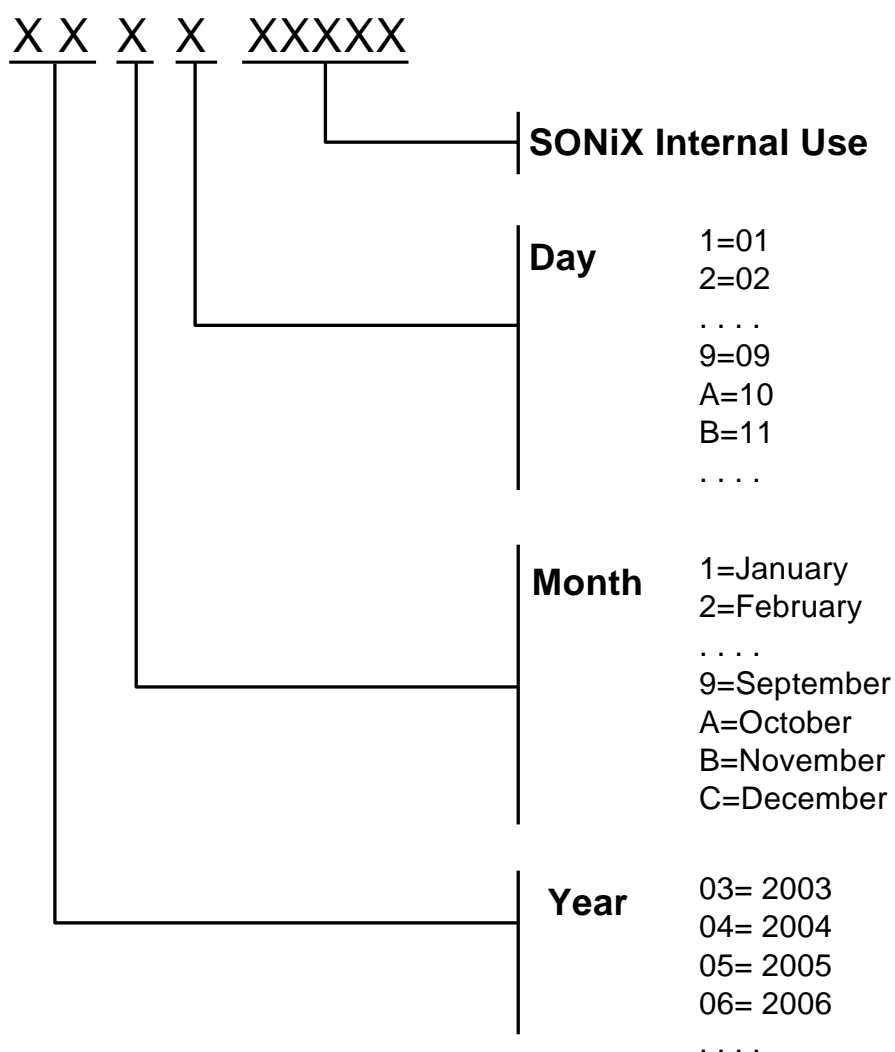 X X X X XXXXX
SONiX Internal Use
Day
1=01
2=02
. . . .
9=09
A=10
B=11
. . . .
Month
1=January
2=February
. . . .
9=September
A=October
B=November
C=December
Year
03= 2003
04= 2004
05= 2005
06= 2006
. . . .